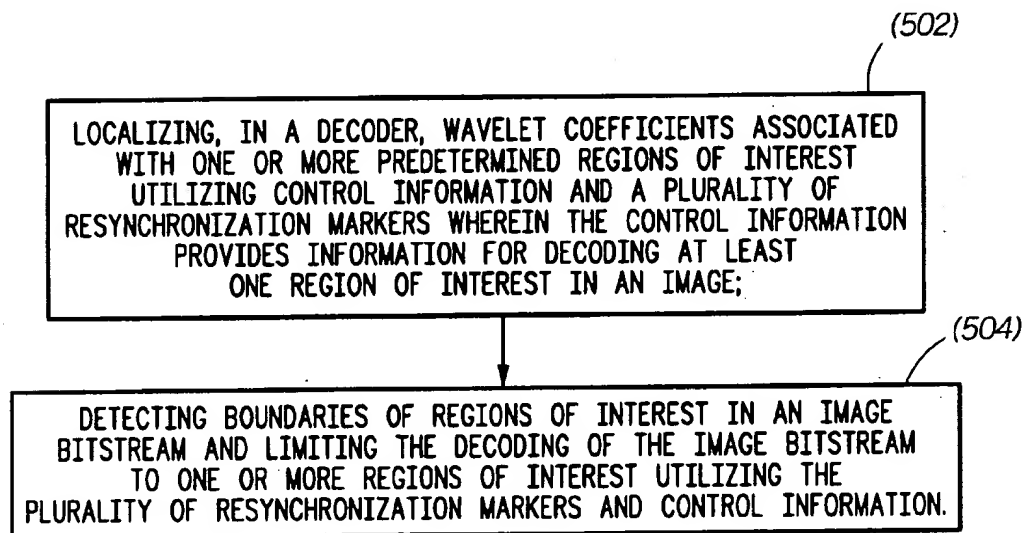 (502)
LOCALIZING, IN A DECODER, WAVELET COEFFICIENTS ASSOCIATED
WITH ONE OR MORE PREDETERMINED REGIONS OF INTEREST
UTILIZING CONTROL INFORMATION AND A PLURALITY OF
RESYNCHRONIZATION MARKERS WHEREIN THE CONTROL INFORMATION
PROVIDES INFORMATION FOR DECODING AT LEAST
ONE REGION OF INTEREST IN AN IMAGE;
(504)
DETECTING BOUNDARIES OF REGIONS OF INTEREST IN AN IMAGE
BITSTREAM AND LIMITING THE DECODING OF THE IMAGE BITSTREAM
TO ONE OR MORE REGIONS OF INTEREST UTILIZING THE
PLURALITY OF RESYNCHRONIZATION MARKERS AND CONTROL INFORMATION.